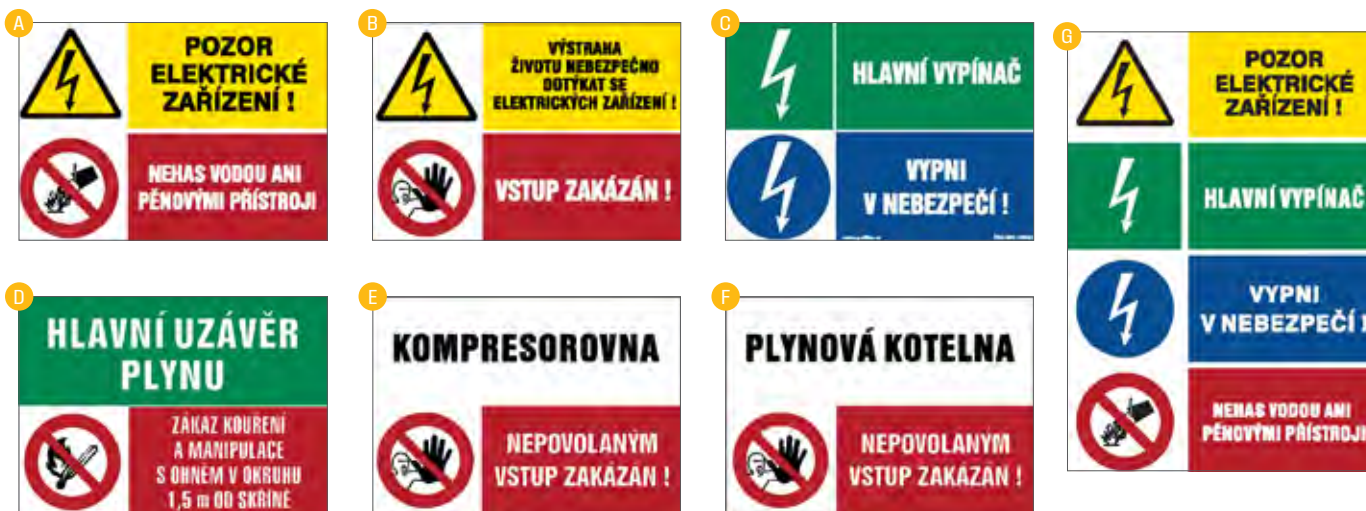 A
POZOR
ELEKTRICKÉ
ZAŘÍZENÍ !
NEHAS VODOU ANI
PĚNOVÝMI PŘÍSTROJI
B
VÝSTRAHA
ŽIVOTU NEBEZPEČNO
DOTÝKAT SE
ELEKTRICKÝCH ZAŘÍZENÍ !
VSTUP ZAKÁZÁN !
C
HLAVNÍ VYPÍNAČ
VYPNI
V NEBEZPEČÍ !
G
POZOR
ELEKTRICKÉ
ZAŘÍZENÍ !
HLAVNÍ VYPÍNAČ
VYPNI
V NEBEZPEČÍ !
NEHAS VODOU ANI
PĚNOVÝMI PŘÍSTROJI
D
HLAVNÍ UZÁVĚR
PLYNU
ZÁKAZ KOUŘENÍ
A MANIPULACE
S OHNĚM V OKRUHU
1,5 m OD SKŘÍNĚ
E
KOMPRESOROVNA
NEPOVOLANÝM
VSTUP ZAKÁZÁN !
F
PLYNOVÁ KOTELNA
NEPOVOLANÝM
VSTUP ZAKÁZÁN !